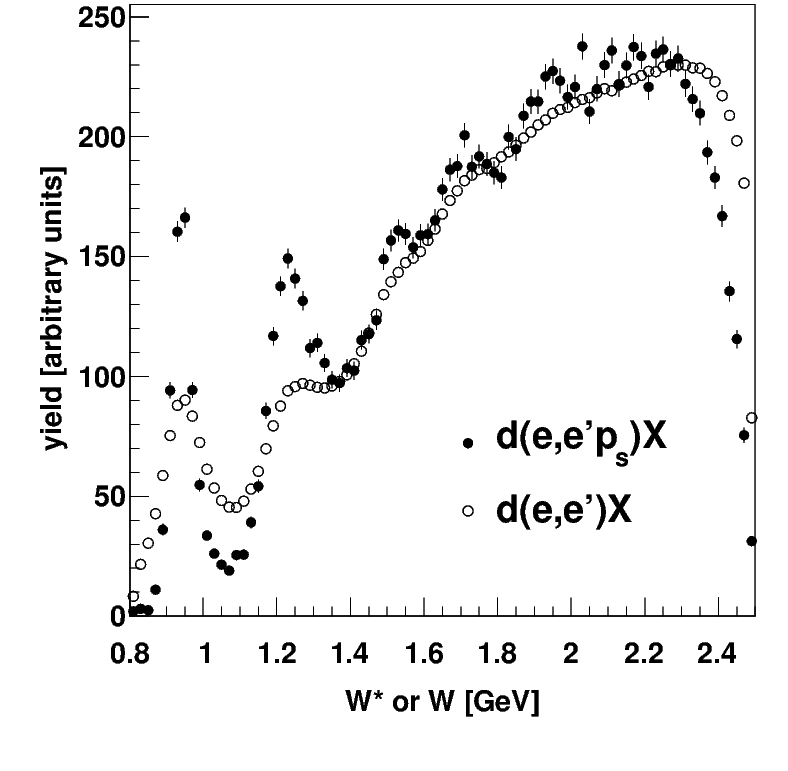 250
200
150
100
50
0
yield [arbitrary units]
d(e,e’pₛ)X
d(e,e’)X
0.8 1 1.2 1.4 1.6 1.8 2 2.2 2.4
W* or W [GeV]